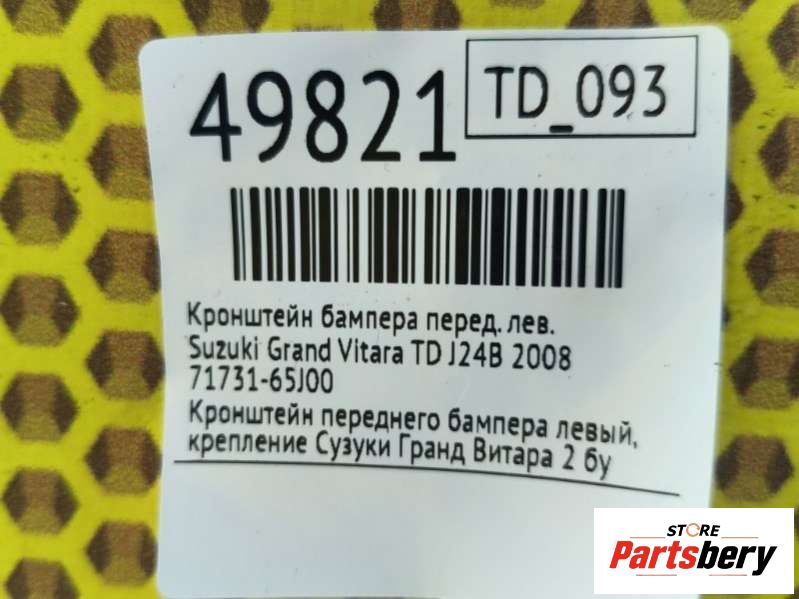 49821
TD_093
Кронштейн бампера перед. лев.
Suzuki Grand Vitara TD J24B 2008
71731-65J00
Кронштейн переднего бампера левый,
крепление Сузуки Гранд Витара 2 бу
STORE
Partsbery